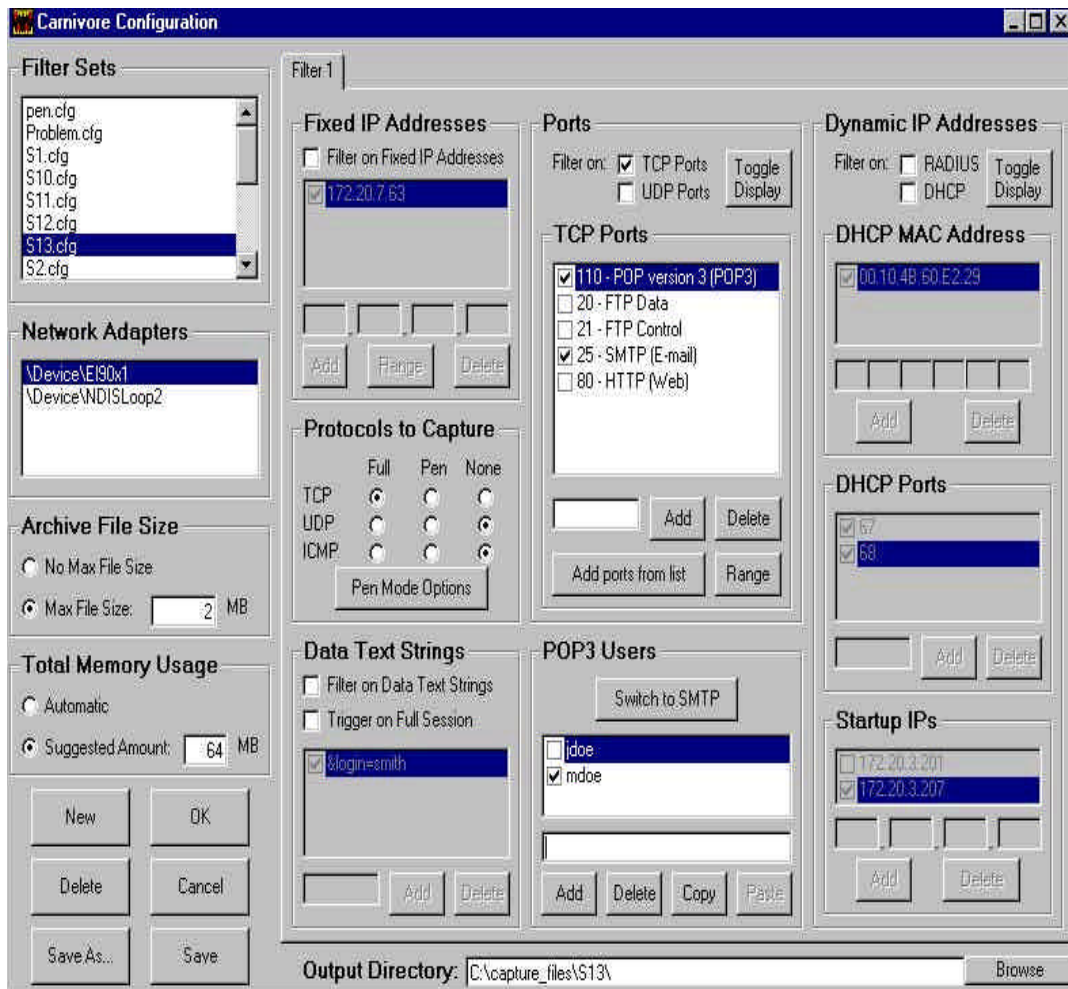 Carnivore Configuration
Filter Sets
pen.cfg
Problem.cfg
S1.cfg
S10.cfg
S11.cfg
S12.cfg
S13.cfg
S2.cfg
Network Adapters
\Device\El90x1
\Device\NDISLoop2
Archive File Size
No Max File Size
Max File Size: 2 MB
Total Memory Usage
Automatic
Suggested Amount: 64 MB
New OK
Delete Cancel
Save As... Save
Filter 1
Fixed IP Addresses
Filter on Fixed IP Addresses
172.20.7.63
Add Range Delete
Protocols to Capture
Full Pen None
TCP
UDP
ICMP
Pen Mode Options
Data Text Strings
Filter on Data Text Strings
Trigger on Full Session
&login=smith
Add Delete
Ports
Filter on: TCP Ports
UDP Ports
Toggle Display
TCP Ports
110 - POP version 3 (POP3)
20 - FTP Data
21 - FTP Control
25 - SMTP (E-mail)
80 - HTTP (Web)
Add Delete
Add ports from list Range
POP3 Users
Switch to SMTP
jdoe
mdoe
Add Delete Copy Paste
Dynamic IP Addresses
Filter on: RADIUS
DHCP
Toggle Display
DHCP MAC Address
00.10.4B.60.E2.29
Add Delete
DHCP Ports
67
68
Add Delete
Startup IPs
172.20.3.201
172.20.3.207
Add Delete
Output Directory: C:\capture_files\S13\ Browse